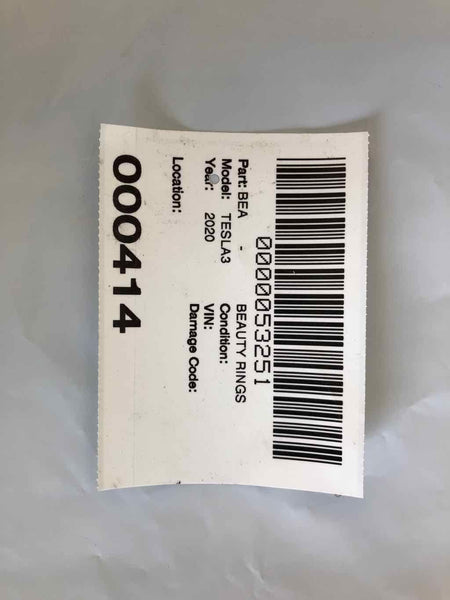 0000053251
Part: BEA - BEAUTY RINGS
Model: TESLA3 Condition:
Year: 2020 VIN:
Damage Code:
Location:
000414